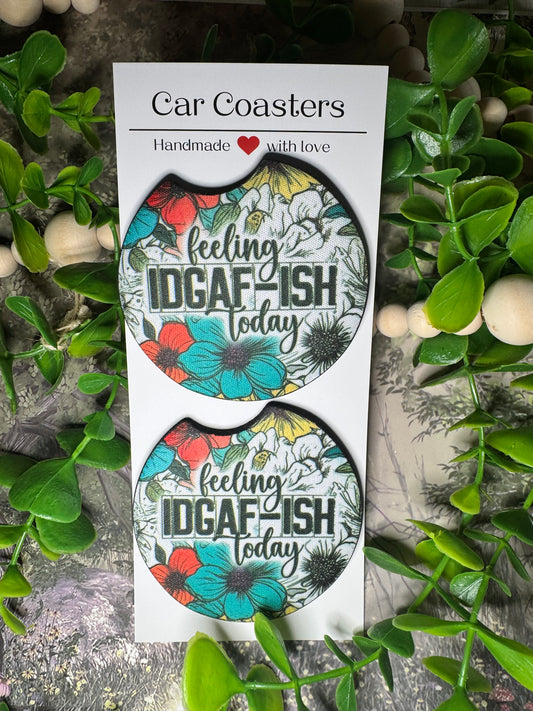 Car Coasters
Handmade ❤ with love
feeling
IDGAF-ISH
today
feeling
IDGAF-ISH
today